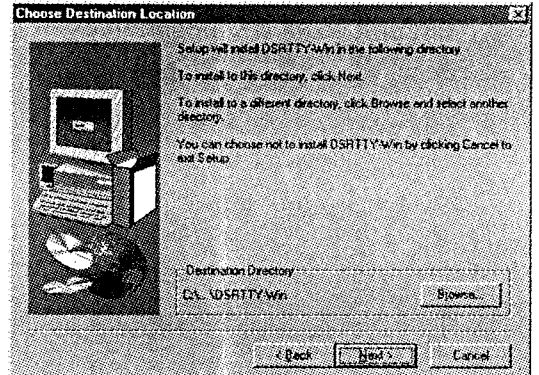 Choose Destination Location
Setup will install DSRTTY-Win in the following directory.
To install to this directory, click Next.
To install to a different directory, click Browse and select another
directory.
You can choose not to install DSRTTY-Win by clicking Cancel to
exit Setup.
Destination Directory
C:\...\DSRTTY-Win
Browse...
< Back
Next >
Cancel